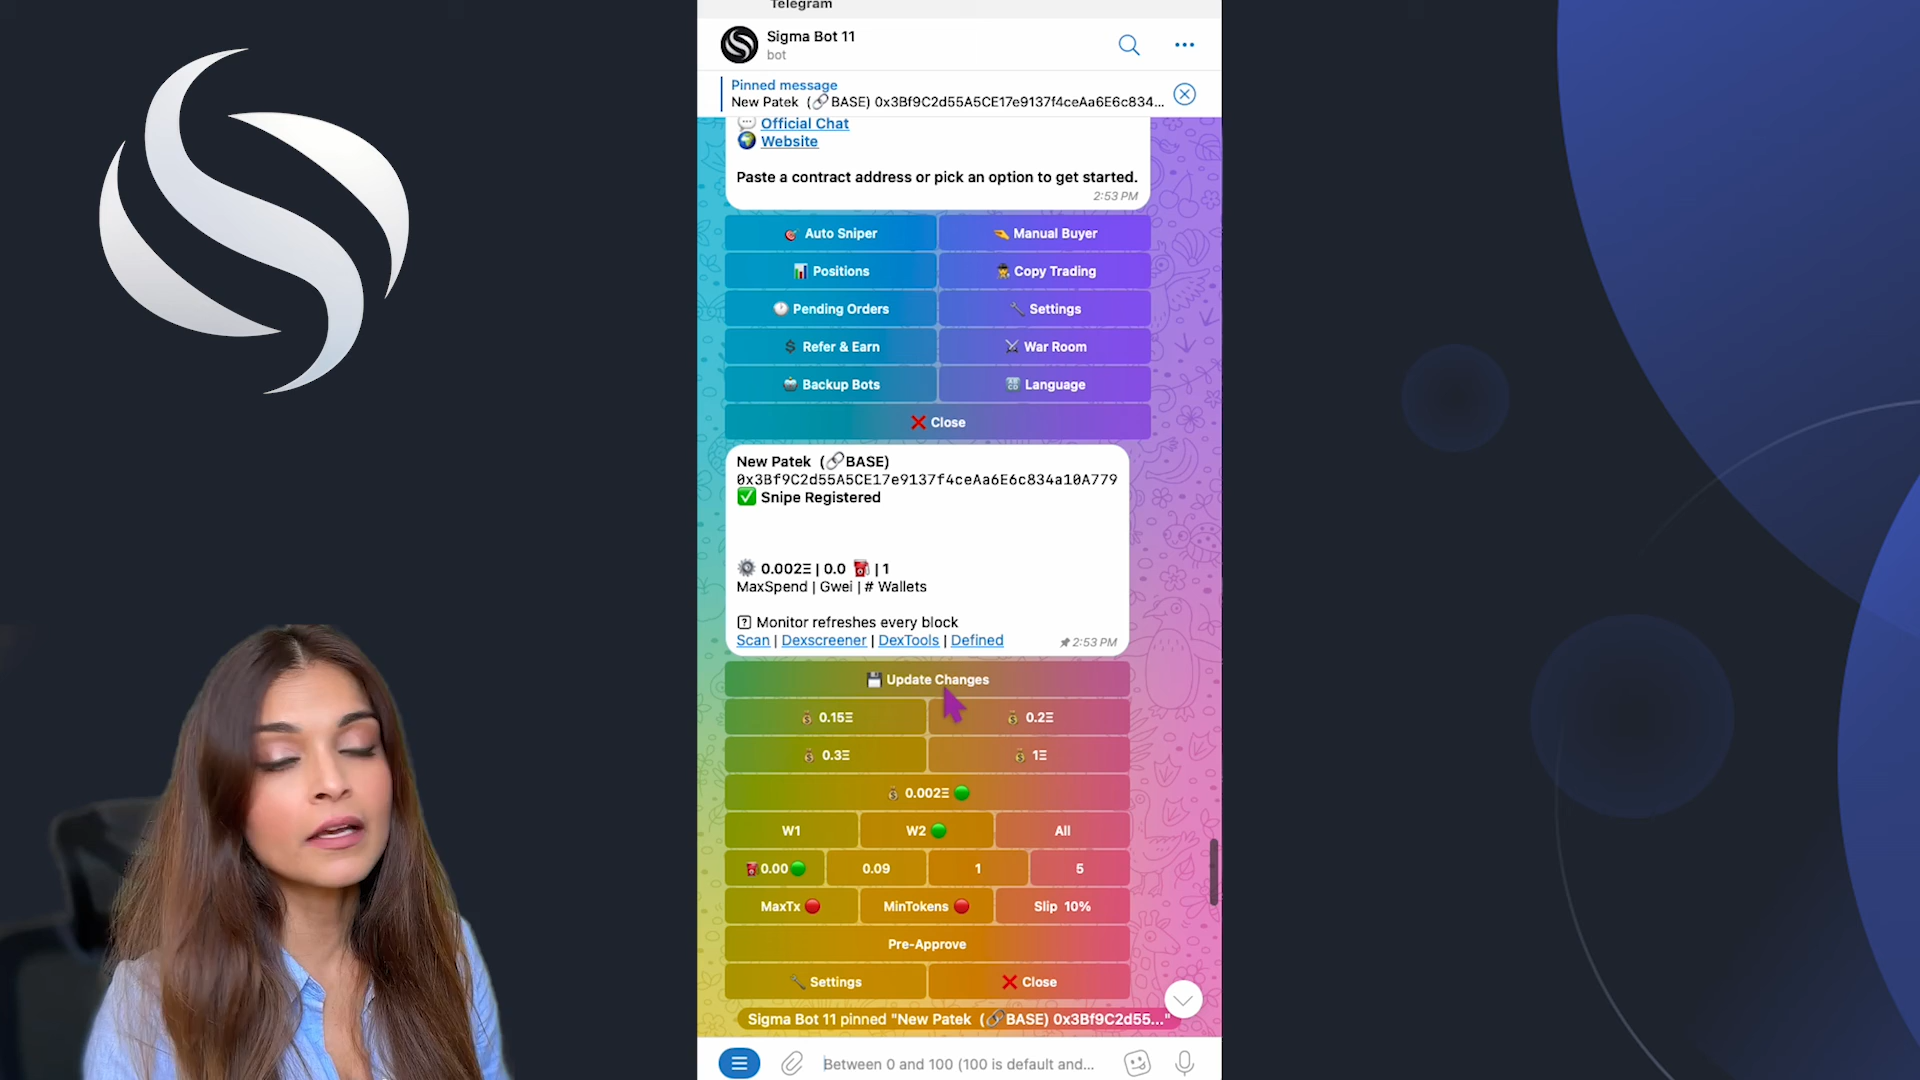 Telegram
Sigma Bot 11
bot
Pinned message
New Patek (🔗BASE) 0x3Bf9C2d55A5CE17e9137f4ceAa6E6c834...
Official Chat
Website
Paste a contract address or pick an option to get started.
2:53 PM
Auto Sniper
Manual Buyer
Positions
Copy Trading
Pending Orders
Settings
Refer & Earn
War Room
Backup Bots
Language
Close
New Patek (🔗BASE)
0x3Bf9C2d55A5CE17e9137f4ceAa6E6c834a10A779
✅ Snipe Registered
0.002Ξ | 0.0 ⛽ | 1
MaxSpend | Gwei | # Wallets
Monitor refreshes every block
Scan | Dexscreener | DexTools | Defined
2:53 PM
Update Changes
0.15Ξ
0.2Ξ
0.3Ξ
1Ξ
0.002Ξ
W1
W2
All
0.00
0.09
1
5
MaxTx
MinTokens
Slip 10%
Pre-Approve
Settings
Close
Sigma Bot 11 pinned "New Patek (🔗BASE) 0x3Bf9C2d55..."
Between 0 and 100 (100 is default and...